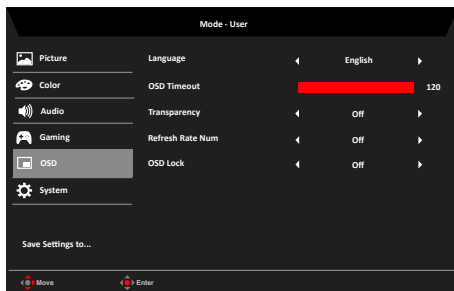 Mode - User
Picture
Language English
Color
OSD Timeout 120
Audio
Transparency Off
Gaming
Refresh Rate Num Off
OSD
OSD Lock Off
System
Save Settings to...
Move Enter